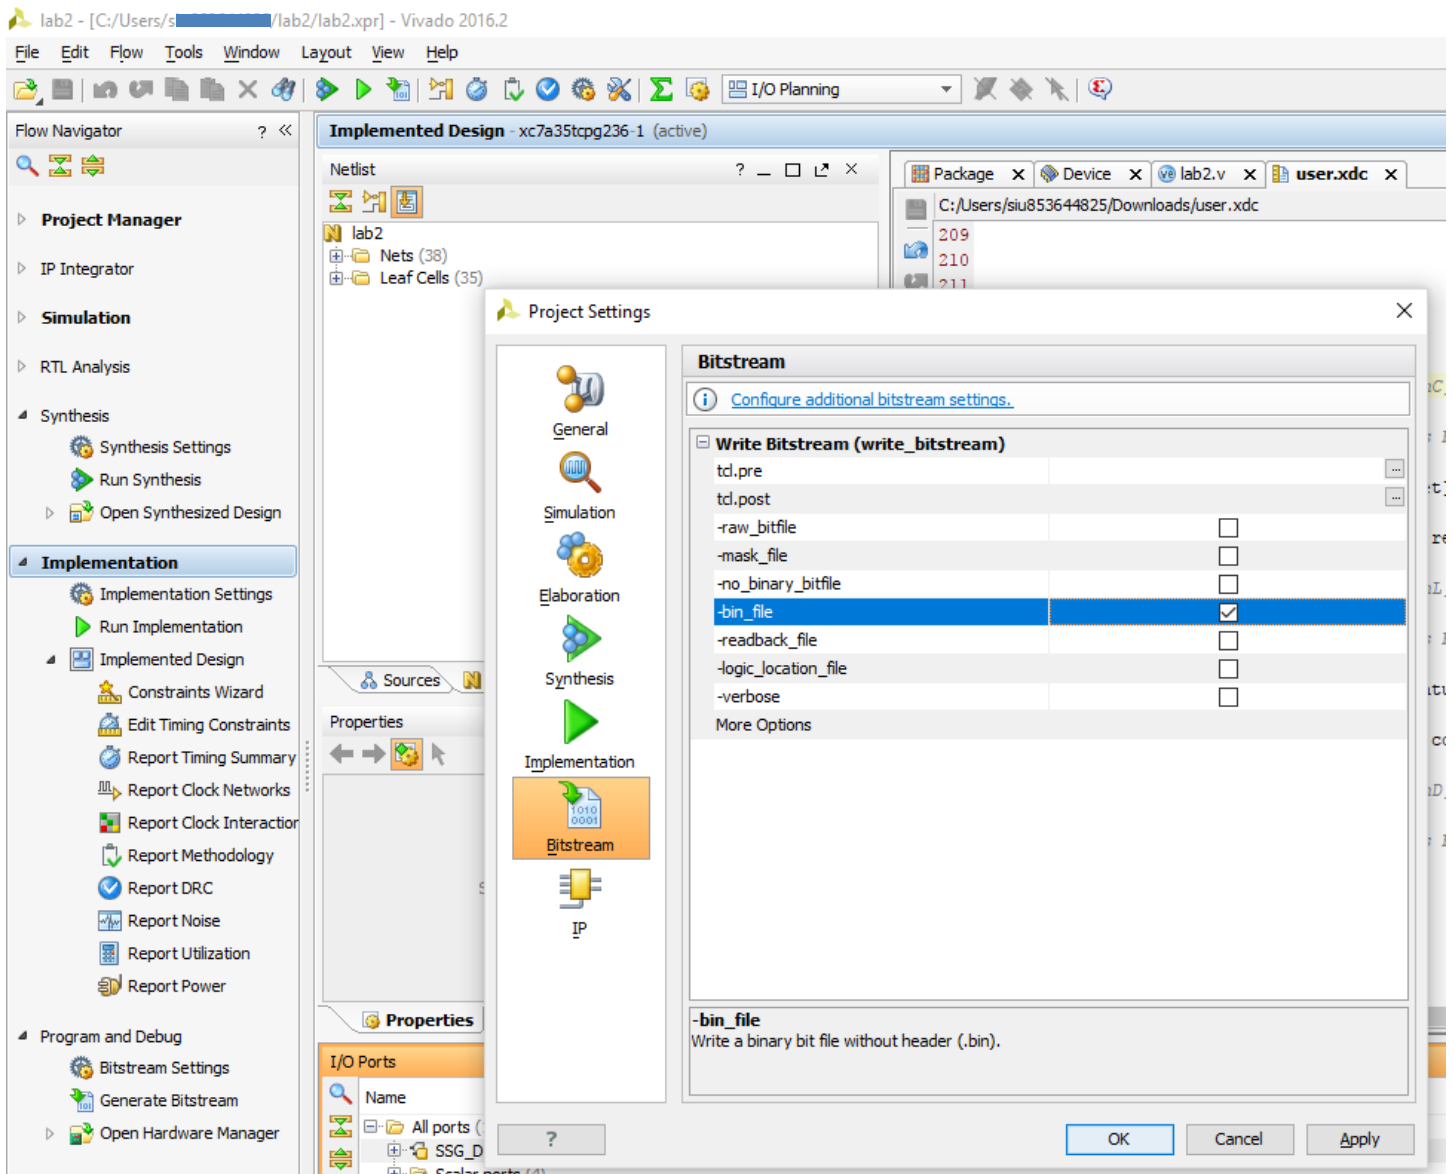 lab2 - [C:/Users/s /lab2/lab2.xpr] - Vivado 2016.2
File Edit Flow Tools Window Layout View Help
I/O Planning
Flow Navigator ? «
Project Manager
IP Integrator
Simulation
RTL Analysis
Synthesis
Synthesis Settings
Run Synthesis
Open Synthesized Design
Implementation
Implementation Settings
Run Implementation
Implemented Design
Constraints Wizard
Edit Timing Constraints
Report Timing Summary
Report Clock Networks
Report Clock Interaction
Report Methodology
Report DRC
Report Noise
Report Utilization
Report Power
Program and Debug
Bitstream Settings
Generate Bitstream
Open Hardware Manager
Implemented Design - xc7a35tcpg236-1 (active)
Netlist ?
lab2
Nets (38)
Leaf Cells (35)
Sources
Properties
Properties
I/O Ports
Name
All ports (
SSG_D
Scalar ports (4)
Package Device lab2.v user.xdc
C:/Users/siu853644825/Downloads/user.xdc
209
210
211
Project Settings
General
Simulation
Elaboration
Synthesis
Implementation
Bitstream
IP
Bitstream
Configure additional bitstream settings.
Write Bitstream (write_bitstream)
tcl.pre ...
tcl.post ...
-raw_bitfile
-mask_file
-no_binary_bitfile
-bin_file
-readback_file
-logic_location_file
-verbose
More Options
-bin_file
Write a binary bit file without header (.bin).
? OK Cancel Apply